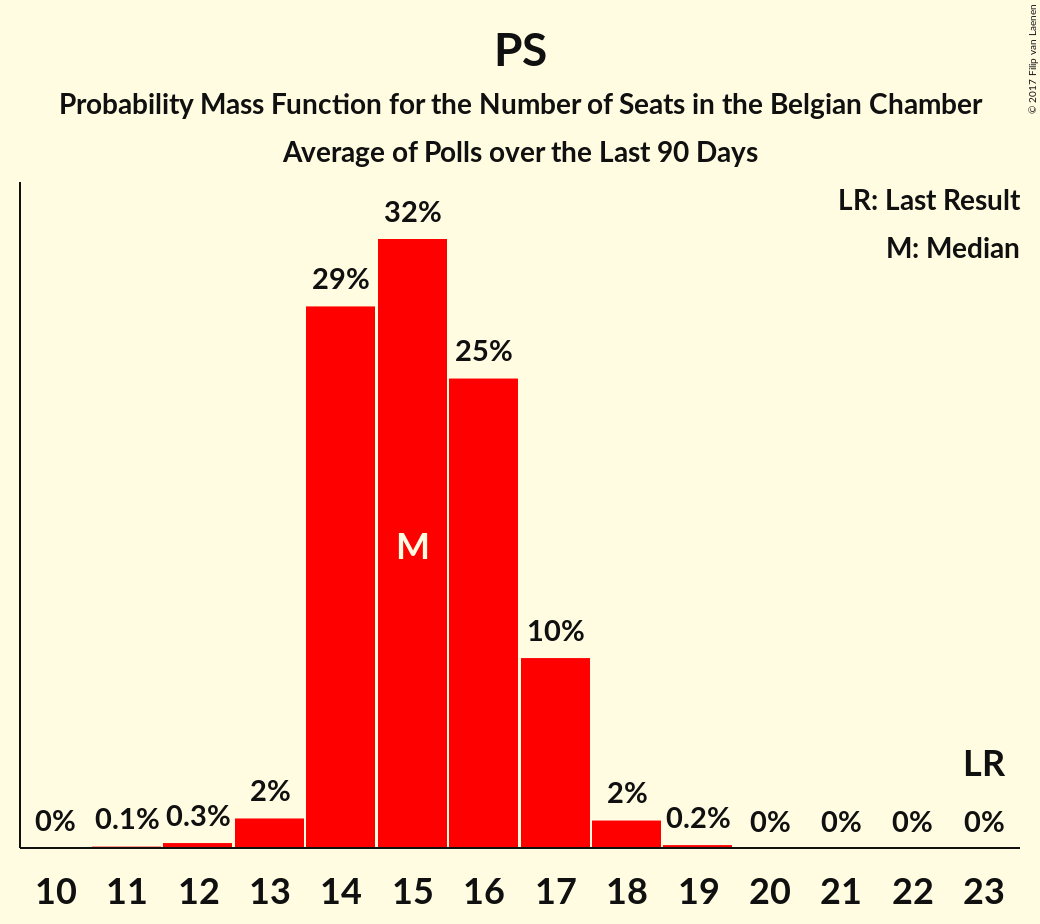 PS
Probability Mass Function for the Number of Seats in the Belgian Chamber
Average of Polls over the Last 90 Days
© 2017 Filip van Laenen
LR: Last Result
M: Median
0% 0.1% 0.3% 2% 29% 32% 25% 10% 2% 0.2% 0% 0% 0% 0%
M
LR
10 11 12 13 14 15 16 17 18 19 20 21 22 23